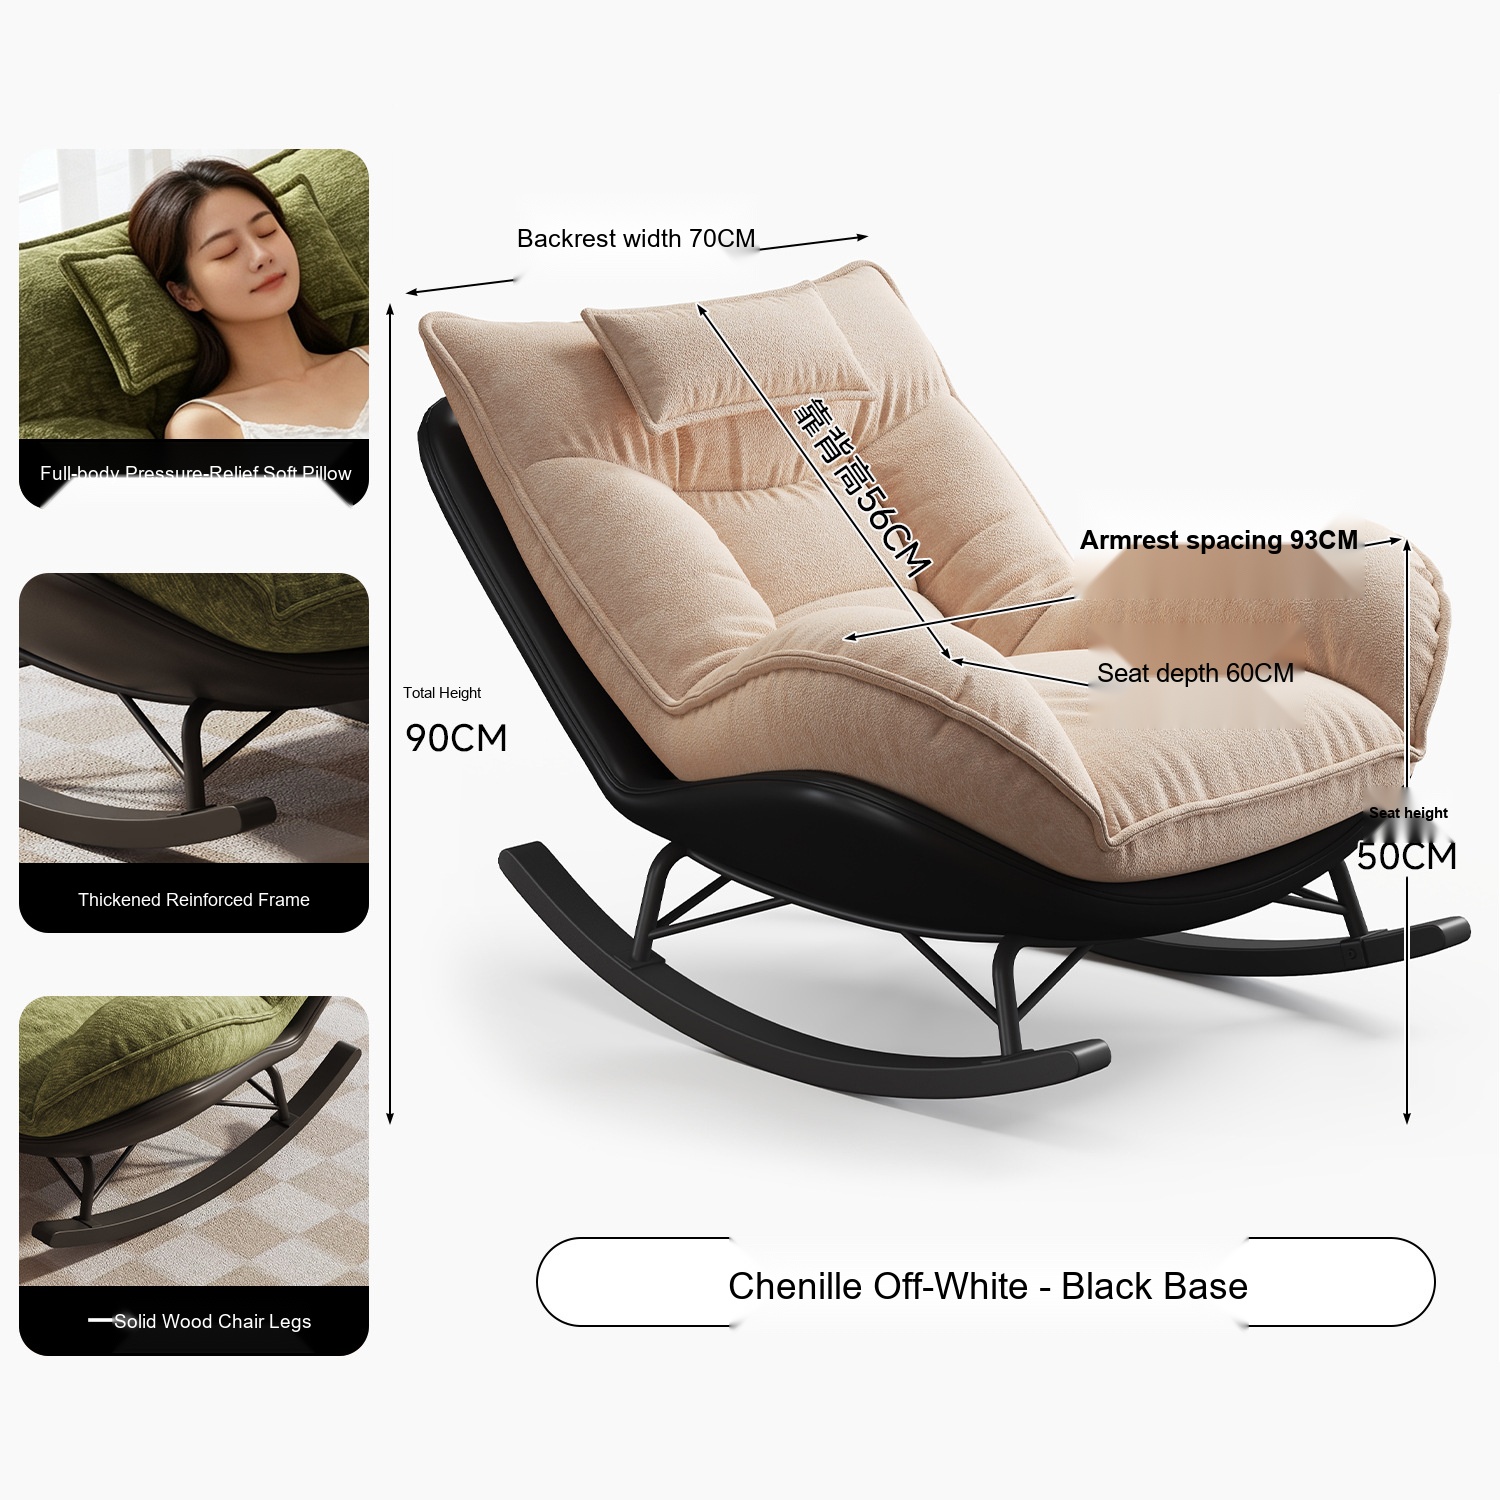 Backrest width 70CM
Full-body Pressure-Relief Soft Pillow
靠背高56CM
Armrest spacing 93CM
Seat depth 60CM
Total Height
90CM
Seat height
50CM
Thickened Reinforced Frame
Chenille Off-White - Black Base
Solid Wood Chair Legs